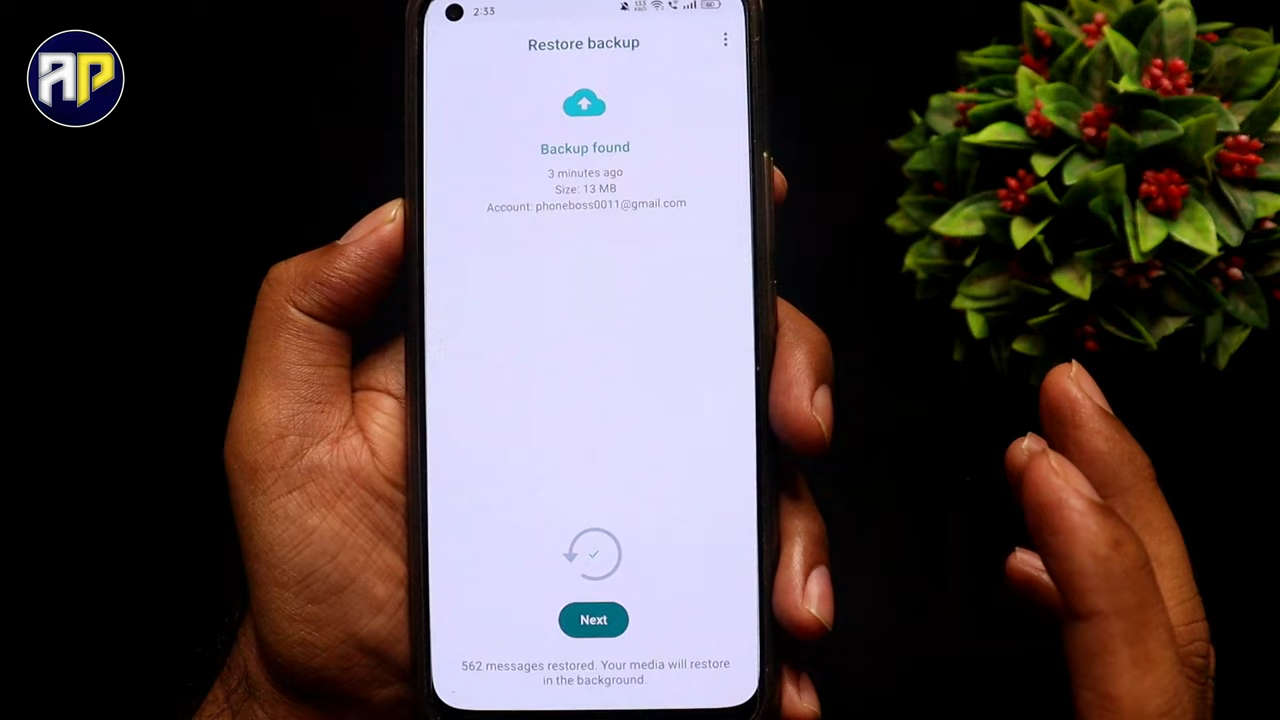 AP
2:33
Restore backup
Backup found
3 minutes ago
Size: 13 MB
Account: phoneboss0011@gmail.com
Next
562 messages restored. Your media will restore
in the background.